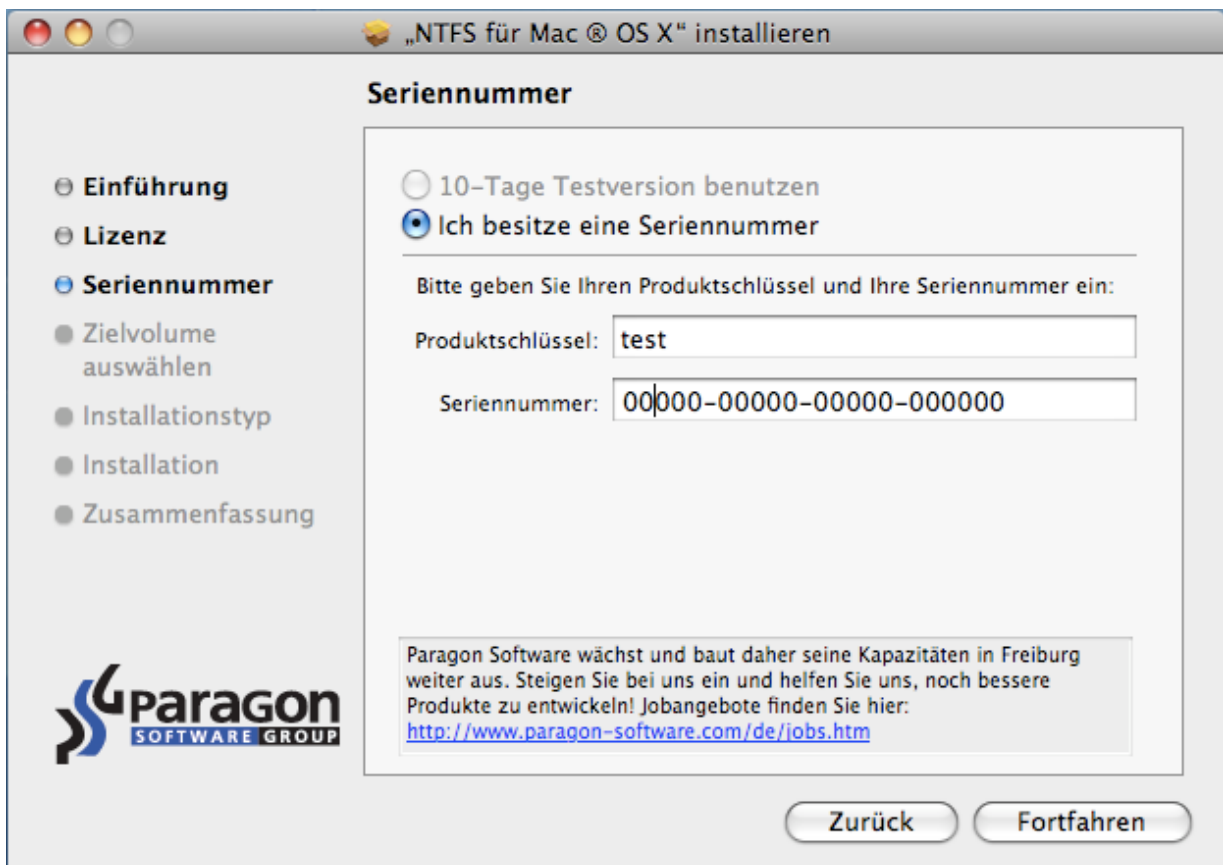 „NTFS für Mac ® OS X“ installieren
Seriennummer
Einführung
Lizenz
Seriennummer
Zielvolume
auswählen
Installationstyp
Installation
Zusammenfassung
10-Tage Testversion benutzen
Ich besitze eine Seriennummer
Bitte geben Sie Ihren Produktschlüssel und Ihre Seriennummer ein:
Produktschlüssel: test
Seriennummer: 00000-00000-00000-000000
Paragon Software wächst und baut daher seine Kapazitäten in Freiburg
weiter aus. Steigen Sie bei uns ein und helfen Sie uns, noch bessere
Produkte zu entwickeln! Jobangebote finden Sie hier:
http://www.paragon-software.com/de/jobs.htm
Paragon
SOFTWARE GROUP
Zurück
Fortfahren